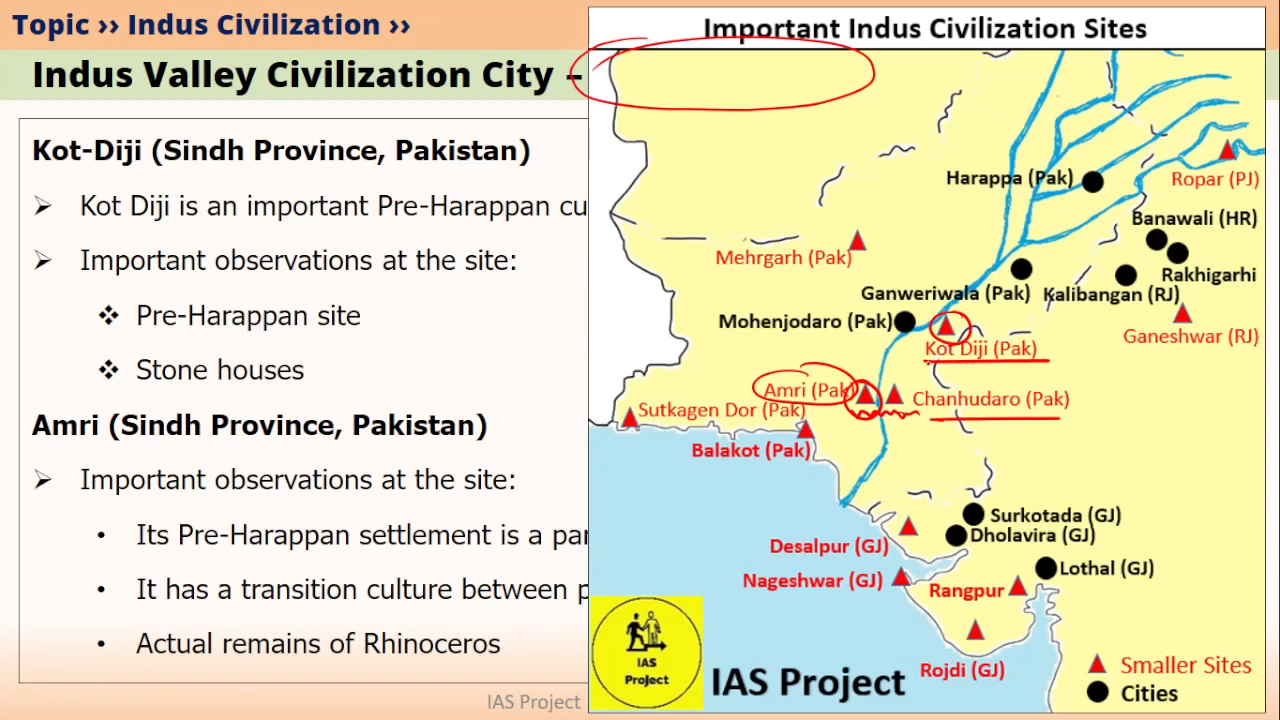 Topic ›› Indus Civilization ››
Indus Valley Civilization City –
Kot-Diji (Sindh Province, Pakistan)
➢ Kot Diji is an important Pre-Harappan cu
➢ Important observations at the site:
❖ Pre-Harappan site
❖ Stone houses
Amri (Sindh Province, Pakistan)
➢ Important observations at the site:
• Its Pre-Harappan settlement is a par
• It has a transition culture between p
• Actual remains of Rhinoceros
IAS Project
Important Indus Civilization Sites
Harappa (Pak)
Ropar (PJ)
Banawali (HR)
Mehrgarh (Pak)
Rakhigarhi
Ganweriwala (Pak)
Kalibangan (RJ)
Mohenjodaro (Pak)
Ganeshwar (RJ)
Kot Diji (Pak)
Amri (Pak)
Chanhudaro (Pak)
Sutkagen Dor (Pak)
Balakot (Pak)
Surkotada (GJ)
Dholavira (GJ)
Desalpur (GJ)
Lothal (GJ)
Nageshwar (GJ)
Rangpur
Rojdi (GJ)
IAS
Project
IAS Project
Smaller Sites
Cities